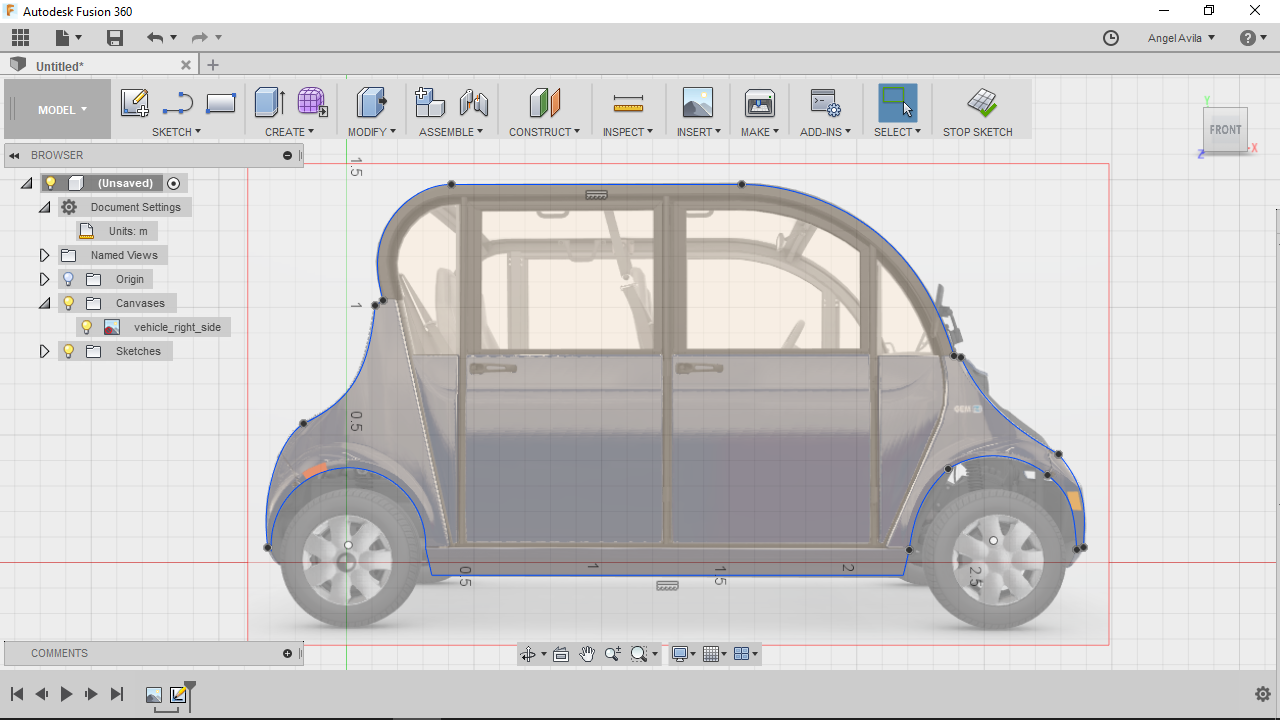 Autodesk Fusion 360
Angel Avila
Untitled*
MODEL
SKETCH
CREATE
MODIFY
ASSEMBLE
CONSTRUCT
INSPECT
INSERT
MAKE
ADD-INS
SELECT
STOP SKETCH
Y
FRONT
X
Z
BROWSER
(Unsaved)
Document Settings
Units: m
Named Views
Origin
Canvases
vehicle_right_side
Sketches
1.5
1
0.5
0.5
1
1.5
2
2.5
COMMENTS